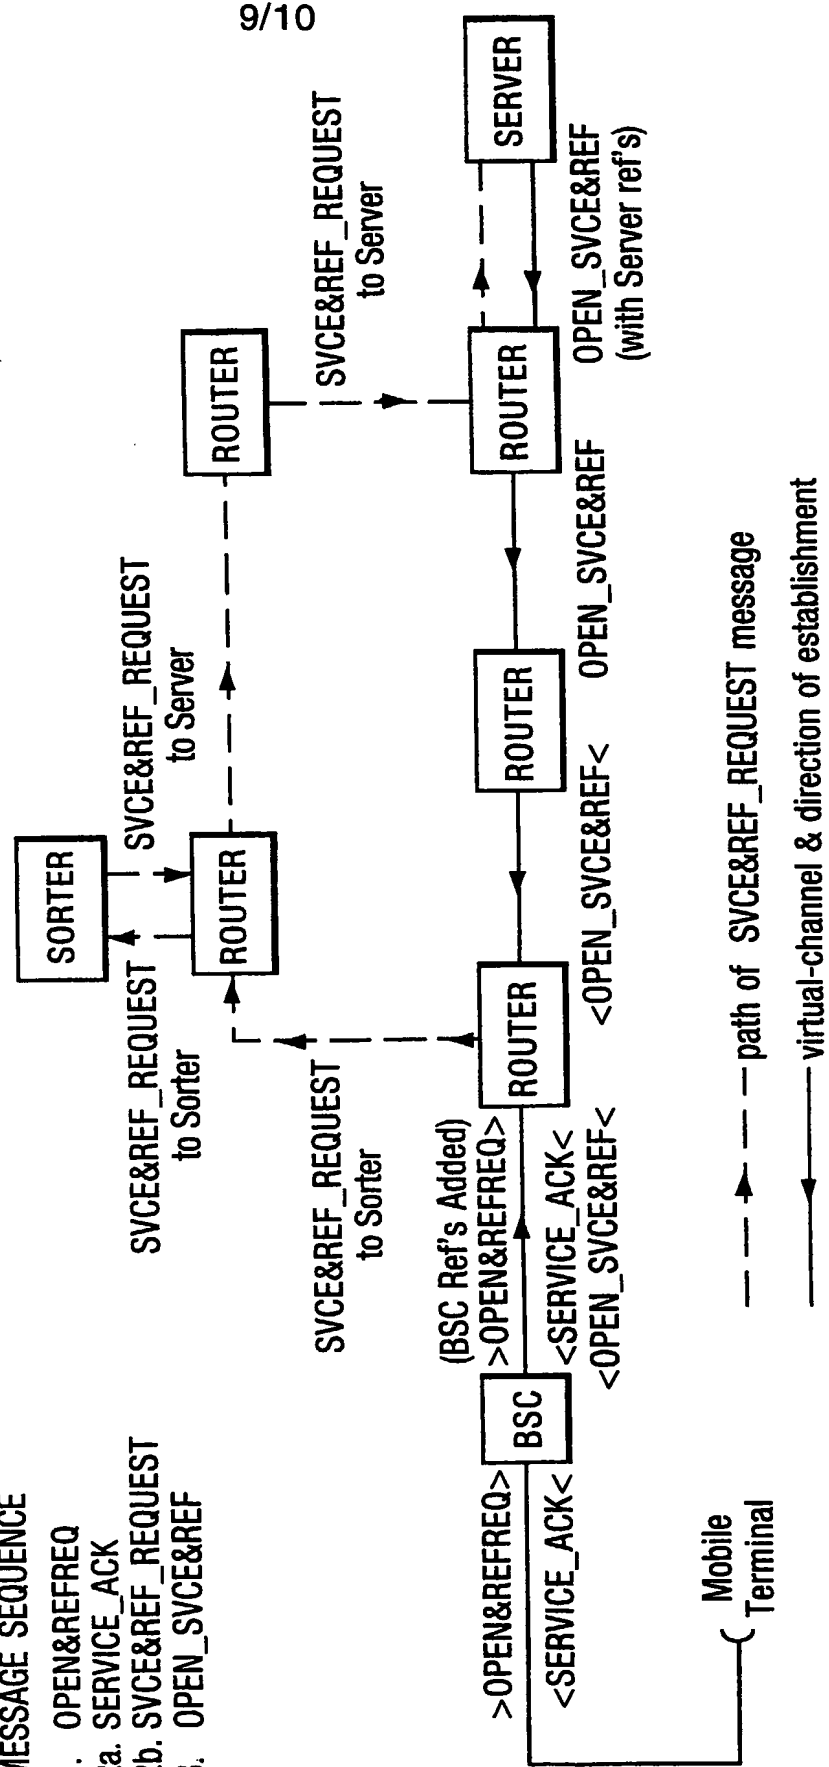 9/10
MESSAGE SEQUENCE
. OPEN&REFREQ
2a. SERVICE_ACK
2b. SVCE&REF_REQUEST
3. OPEN_SVCE&REF
SORTER
SVCE&REF_REQUEST
to Sorter
SVCE&REF_REQUEST
to Server
ROUTER
ROUTER
SVCE&REF_REQUEST
to Sorter
SVCE&REF_REQUEST
to Server
(BSC Ref's Added)
>OPEN&REFREQ>
>OPEN&REFREQ>
BSC
ROUTER
ROUTER
ROUTER
SERVER
<SERVICE_ACK<
<SERVICE_ACK<
<OPEN_SVCE&REF<
<OPEN_SVCE&REF<
OPEN_SVCE&REF
OPEN_SVCE&REF
(with Server ref's)
Mobile
Terminal
path of SVCE&REF_REQUEST message
virtual-channel & direction of establishment